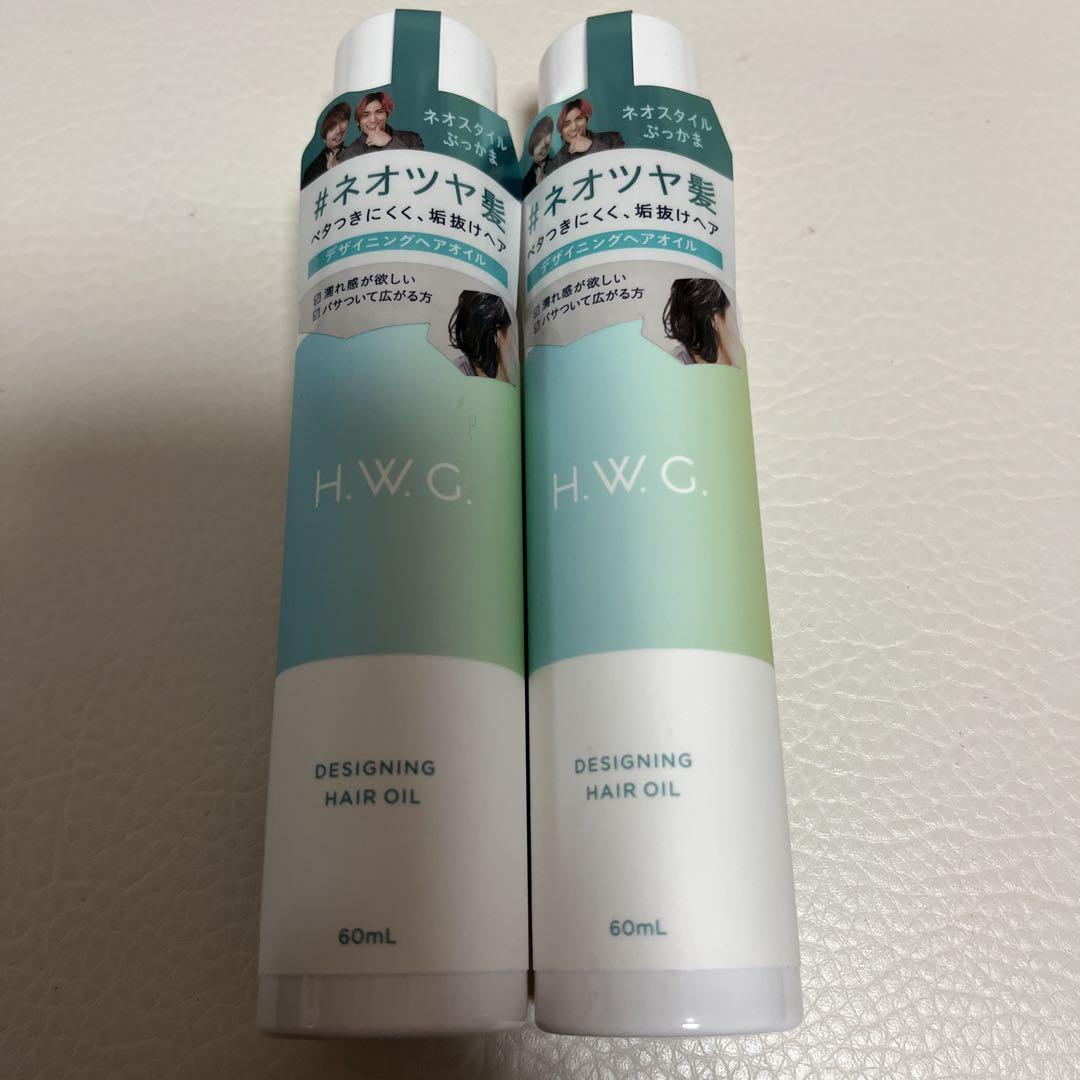 ネオスタイル
ぷっかま
#ネオツヤ髪
ベタつきにくく、垢抜けヘア
デザイニングヘアオイル
☑ 濡れ感が欲しい
☑ パサついて広がる方
H.W.G.
DESIGNING
HAIR OIL
60mL
ネオスタイル
ぷっかま
#ネオツヤ髪
ベタつきにくく、垢抜けヘア
デザイニングヘアオイル
☑ 濡れ感が欲しい
☑ パサついて広がる方
H.W.G.
DESIGNING
HAIR OIL
60mL